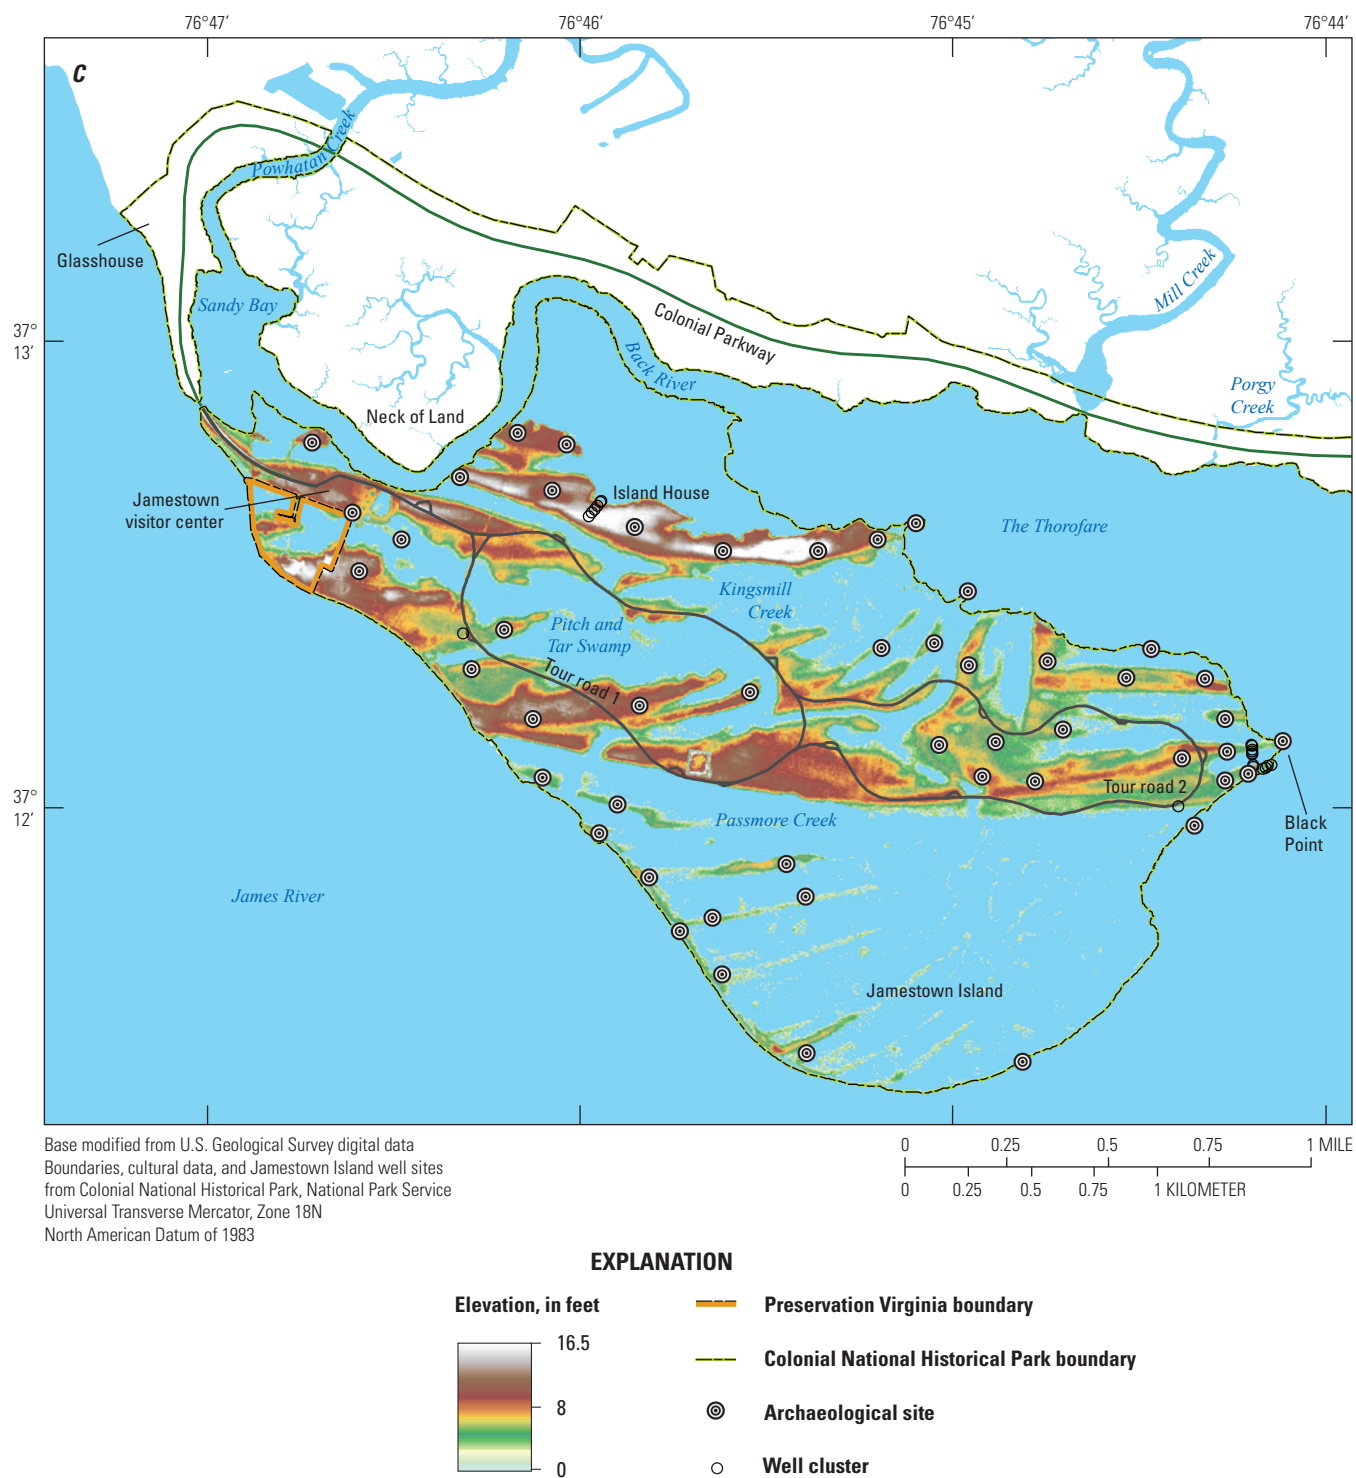 76°47′
76°46′
76°45′
76°44′
C
Powhatan Creek
Glasshouse
Sandy Bay
Mill Creek
37°
13′
Colonial Parkway
Back River
Porgy
Creek
Neck of Land
Jamestown
visitor center
Island House
The Thorofare
Kingsmill
Creek
Pitch and
Tar Swamp
Tour road 1
Tour road 2
37°
12′
Passmore Creek
Black
Point
James River
Jamestown Island
Base modified from U.S. Geological Survey digital data
Boundaries, cultural data, and Jamestown Island well sites
from Colonial National Historical Park, National Park Service
Universal Transverse Mercator, Zone 18N
North American Datum of 1983
0 0.25 0.5 0.75 1 MILE
0 0.25 0.5 0.75 1 KILOMETER
EXPLANATION
Elevation, in feet
16.5
8
0
Preservation Virginia boundary
Colonial National Historical Park boundary
Archaeological site
Well cluster